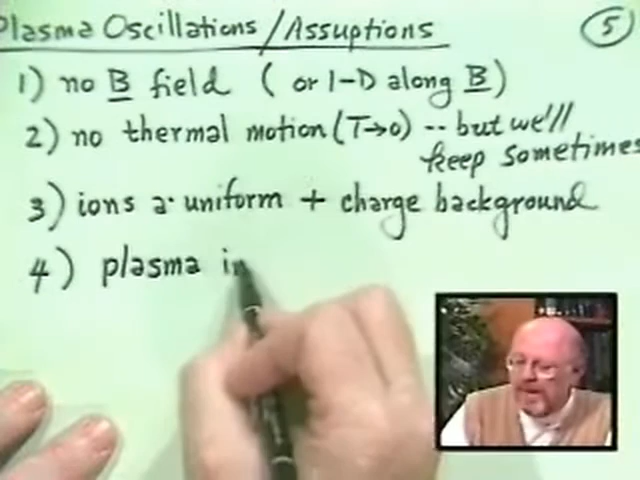 Plasma Oscillations/Assuptions
5
1) no B field ( or 1-D along B)
2) no thermal motion (T→0) -- but we'll
keep sometimes
3) ions a· uniform + charge background
4) plasma in